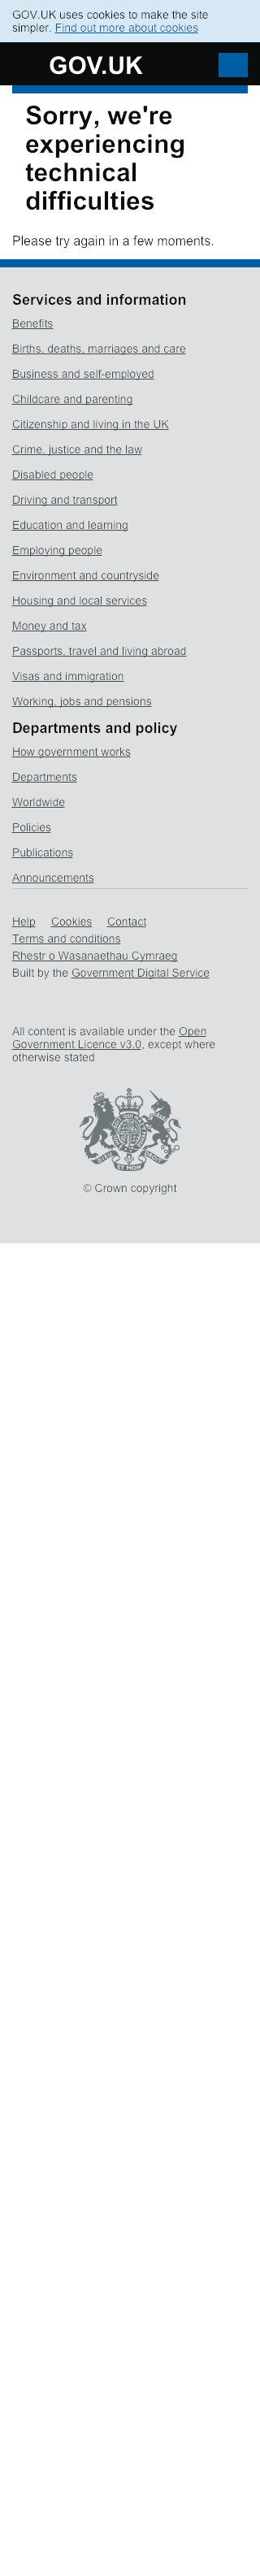 GOV.UK uses cookies to make the site
simpler. Find out more about cookies
GOV.UK
Sorry, we're
experiencing
technical
difficulties
Please try again in a few moments.
Services and information
Benefits
Births, deaths, marriages and care
Business and self-employed
Childcare and parenting
Citizenship and living in the UK
Crime, justice and the law
Disabled people
Driving and transport
Education and learning
Employing people
Environment and countryside
Housing and local services
Money and tax
Passports, travel and living abroad
Visas and immigration
Working, jobs and pensions
Departments and policy
How government works
Departments
Worldwide
Policies
Publications
Announcements
Help Cookies Contact
Terms and conditions
Rhestr o Wasanaethau Cymraeg
Built by the Government Digital Service
All content is available under the Open
Government Licence v3.0, except where
otherwise stated
© Crown copyright